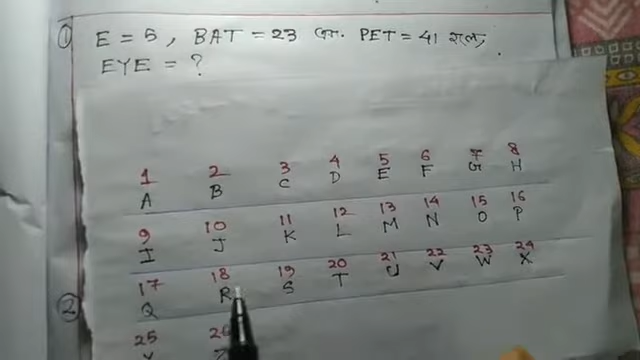 ① E = 5, BAT = 23 এবং PET = 41 হলে,
EYE = ?
1 2 3 4 5 6 7 8
A B C D E F G H
9 10 11 12 13 14 15 16
I J K L M N O P
17 18 19 20 21 22 23 24
Q R S T U V W X
② 25 26
Y Z